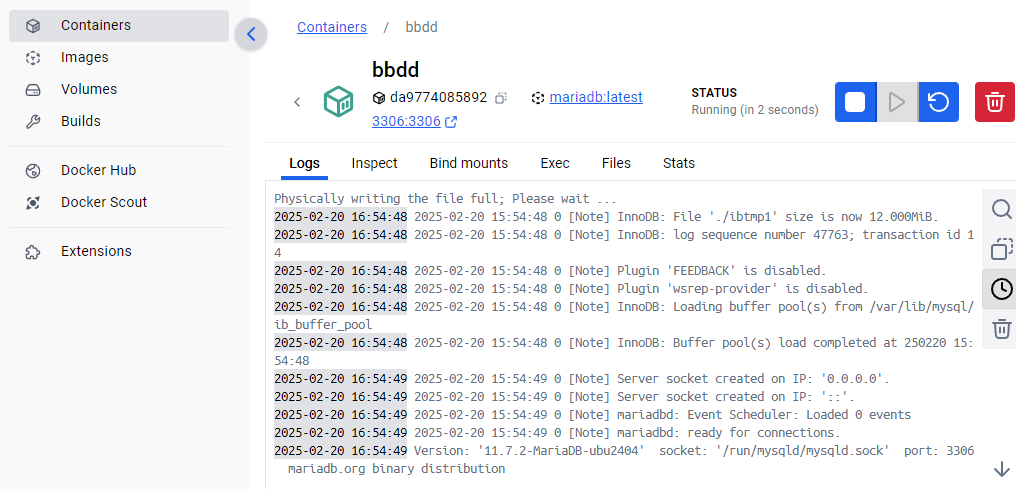 Containers
Images
Volumes
Builds
Docker Hub
Docker Scout
Extensions
Containers / bbdd
bbdd
da9774085892 mariadb:latest
3306:3306
STATUS
Running (in 2 seconds)
Logs Inspect Bind mounts Exec Files Stats
Physically writing the file full; Please wait ...
2025-02-20 16:54:48 2025-02-20 15:54:48 0 [Note] InnoDB: File './ibtmp1' size is now 12.000MiB.
2025-02-20 16:54:48 2025-02-20 15:54:48 0 [Note] InnoDB: log sequence number 47763; transaction id 1
4
2025-02-20 16:54:48 2025-02-20 15:54:48 0 [Note] Plugin 'FEEDBACK' is disabled.
2025-02-20 16:54:48 2025-02-20 15:54:48 0 [Note] Plugin 'wsrep-provider' is disabled.
2025-02-20 16:54:48 2025-02-20 15:54:48 0 [Note] InnoDB: Loading buffer pool(s) from /var/lib/mysql/
ib_buffer_pool
2025-02-20 16:54:48 2025-02-20 15:54:48 0 [Note] InnoDB: Buffer pool(s) load completed at 250220 15:
54:48
2025-02-20 16:54:49 2025-02-20 15:54:49 0 [Note] Server socket created on IP: '0.0.0.0'.
2025-02-20 16:54:49 2025-02-20 15:54:49 0 [Note] Server socket created on IP: '::'.
2025-02-20 16:54:49 2025-02-20 15:54:49 0 [Note] mariadbd: Event Scheduler: Loaded 0 events
2025-02-20 16:54:49 2025-02-20 15:54:49 0 [Note] mariadbd: ready for connections.
2025-02-20 16:54:49 Version: '11.7.2-MariaDB-ubu2404'  socket: '/run/mysqld/mysqld.sock'  port: 3306
mariadb.org binary distribution